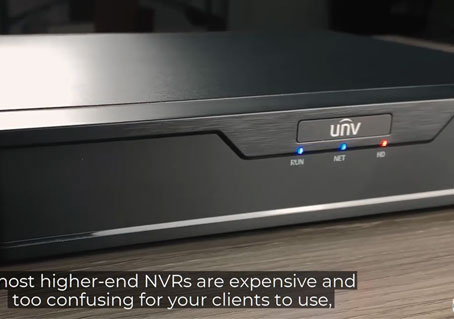 unv
RUN NET HD
most higher-end NVRs are expensive and
too confusing for your clients to use,